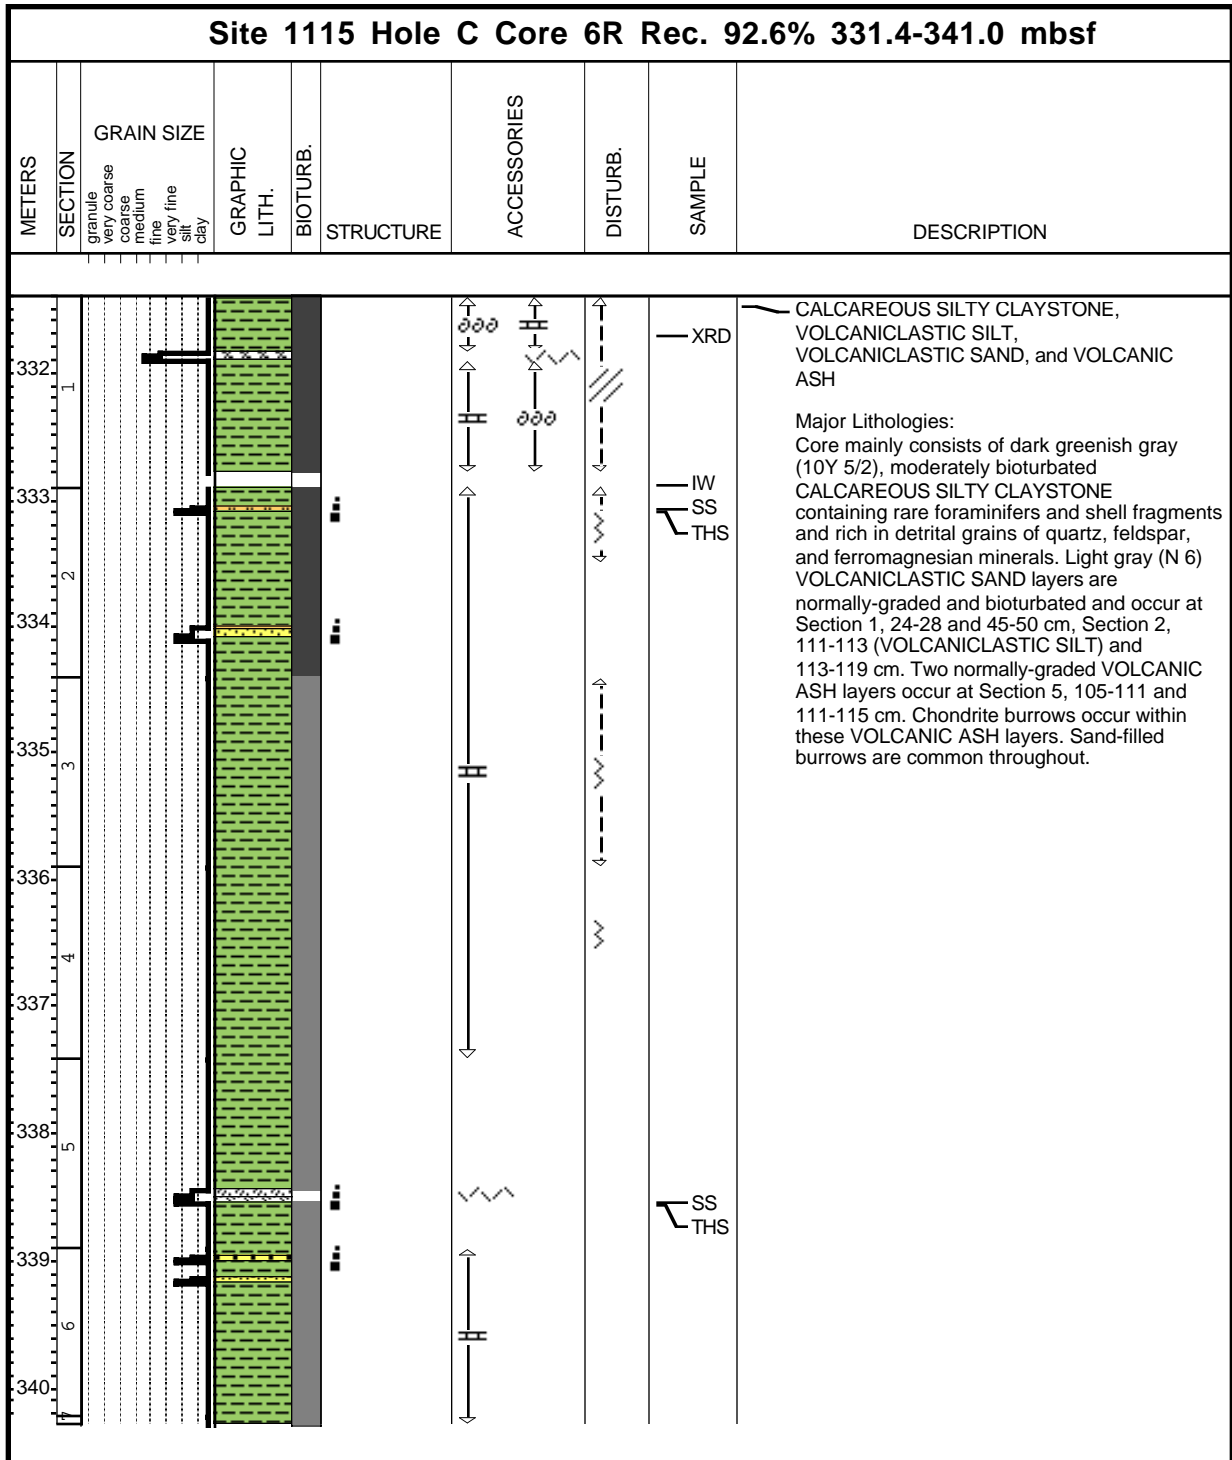 Site 1115 Hole C Core 6R Rec. 92.6% 331.4-341.0 mbsf
METERS
SECTION
GRAIN SIZE
granule
very coarse
coarse
medium
fine
very fine
silt
clay
GRAPHIC
LITH.
BIOTURB.
STRUCTURE
ACCESSORIES
DISTURB.
SAMPLE
DESCRIPTION
332
333
334
335
336
337
338
339
340
1
2
3
4
5
6
7
XRD
IW
SS
THS
SS
THS
CALCAREOUS SILTY CLAYSTONE,
VOLCANICLASTIC SILT,
VOLCANICLASTIC SAND, and VOLCANIC
ASH
Major Lithologies:
Core mainly consists of dark greenish gray
(10Y 5/2), moderately bioturbated
CALCAREOUS SILTY CLAYSTONE
containing rare foraminifers and shell fragments
and rich in detrital grains of quartz, feldspar,
and ferromagnesian minerals. Light gray (N 6)
VOLCANICLASTIC SAND layers are
normally-graded and bioturbated and occur at
Section 1, 24-28 and 45-50 cm, Section 2,
111-113 (VOLCANICLASTIC SILT) and
113-119 cm. Two normally-graded VOLCANIC
ASH layers occur at Section 5, 105-111 and
111-115 cm. Chondrite burrows occur within
these VOLCANIC ASH layers. Sand-filled
burrows are common throughout.